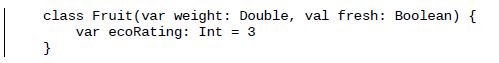 class Fruit(var weight: Double, val fresh: Boolean) {
    var ecoRating: Int = 3
}